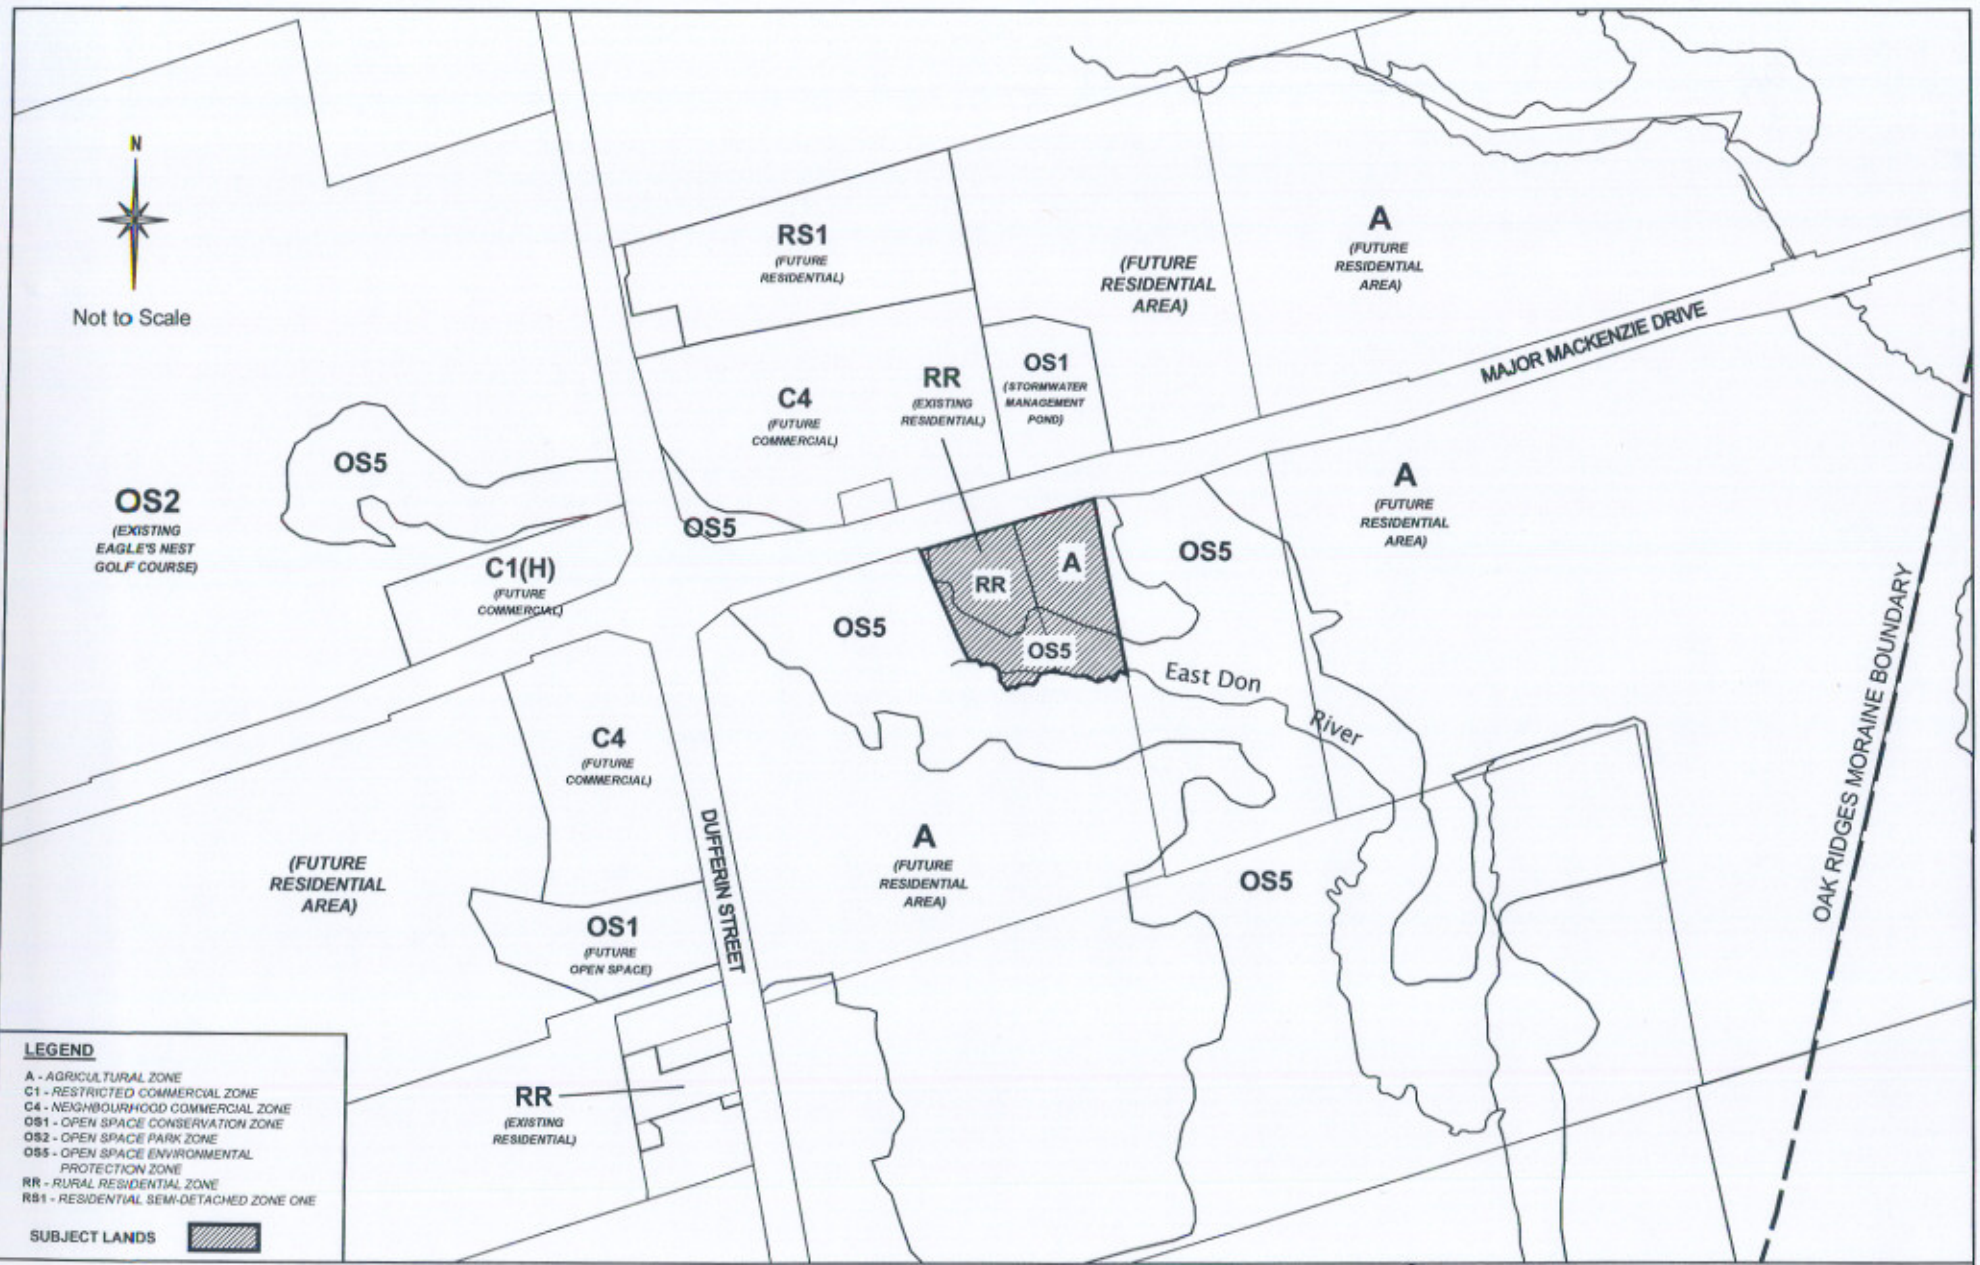 N
Not to Scale
RS1
(FUTURE
RESIDENTIAL)
(FUTURE
RESIDENTIAL
AREA)
A
(FUTURE
RESIDENTIAL
AREA)
MAJOR MACKENZIE DRIVE
C4
(FUTURE
COMMERCIAL)
RR
(EXISTING
RESIDENTIAL)
OS1
(STORMWATER
MANAGEMENT
POND)
OS5
OS2
(EXISTING
EAGLE'S NEST
GOLF COURSE)
C1(H)
(FUTURE
COMMERCIAL)
OS5
A
(FUTURE
RESIDENTIAL
AREA)
OS5
RR
A
OS5
OS5
East Don
River
OAK RIDGES MORAINE BOUNDARY
C4
(FUTURE
COMMERCIAL)
DUFFERIN STREET
(FUTURE
RESIDENTIAL
AREA)
A
(FUTURE
RESIDENTIAL
AREA)
OS5
OS1
(FUTURE
OPEN SPACE)
RR
(EXISTING
RESIDENTIAL)
LEGEND
A - AGRICULTURAL ZONE
C1 - RESTRICTED COMMERCIAL ZONE
C4 - NEIGHBOURHOOD COMMERCIAL ZONE
OS1 - OPEN SPACE CONSERVATION ZONE
OS2 - OPEN SPACE PARK ZONE
OS5 - OPEN SPACE ENVIRONMENTAL
PROTECTION ZONE
RR - RURAL RESIDENTIAL ZONE
RS1 - RESIDENTIAL SEMI-DETACHED ZONE ONE
SUBJECT LANDS